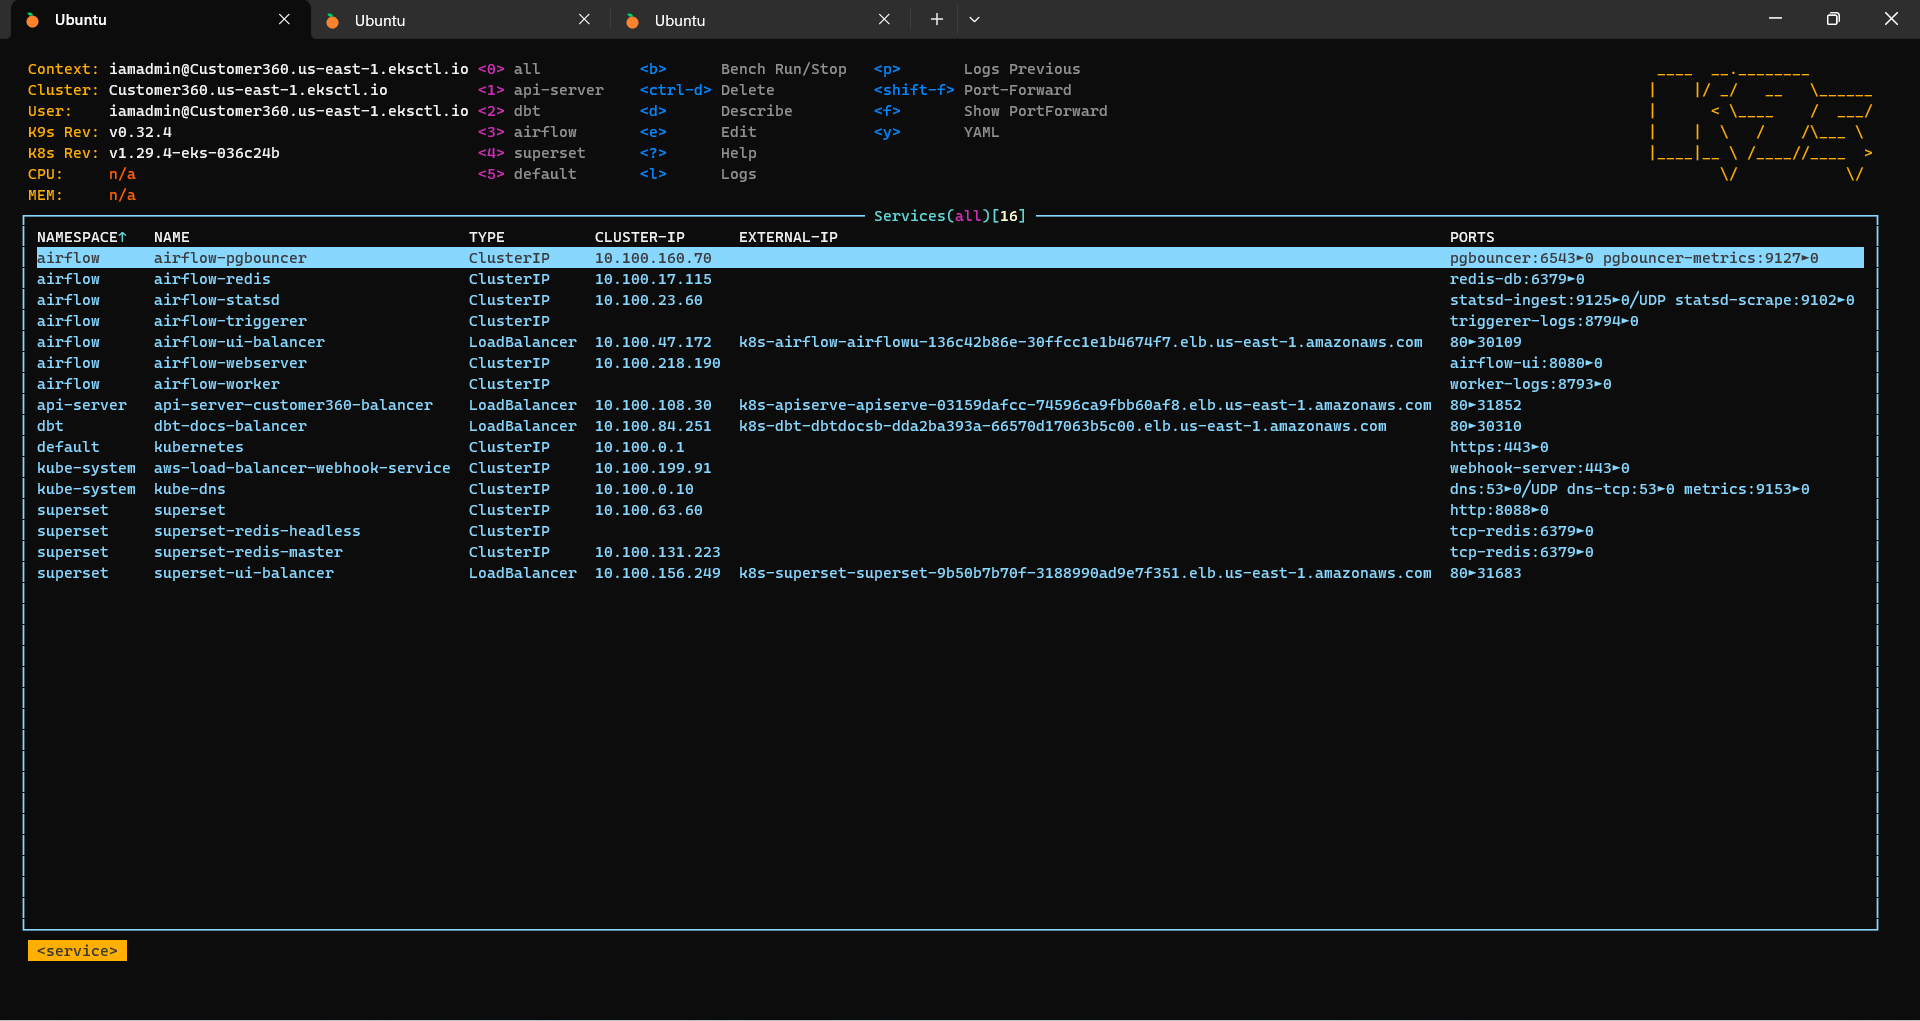 Ubuntu Ubuntu Ubuntu
Context: iamadmin@Customer360.us-east-1.eksctl.io <0> all <b> Bench Run/Stop <p> Logs Previous
Cluster: Customer360.us-east-1.eksctl.io <1> api-server <ctrl-d> Delete <shift-f> Port-Forward
User: iamadmin@Customer360.us-east-1.eksctl.io <2> dbt <d> Describe <f> Show PortForward
K9s Rev: v0.32.4 <3> airflow <e> Edit <y> YAML
K8s Rev: v1.29.4-eks-036c24b <4> superset <?> Help
CPU: n/a <5> default <l> Logs
MEM: n/a
Services(all)[16]
NAMESPACE↑ NAME TYPE CLUSTER-IP EXTERNAL-IP PORTS
airflow airflow-pgbouncer ClusterIP 10.100.160.70 pgbouncer:6543►0 pgbouncer-metrics:9127►0
airflow airflow-redis ClusterIP 10.100.17.115 redis-db:6379►0
airflow airflow-statsd ClusterIP 10.100.23.60 statsd-ingest:9125►0/UDP statsd-scrape:9102►0
airflow airflow-triggerer ClusterIP triggerer-logs:8794►0
airflow airflow-ui-balancer LoadBalancer 10.100.47.172 k8s-airflow-airflowu-136c42b86e-30ffcc1e1b4674f7.elb.us-east-1.amazonaws.com 80►30109
airflow airflow-webserver ClusterIP 10.100.218.190 airflow-ui:8080►0
airflow airflow-worker ClusterIP worker-logs:8793►0
api-server api-server-customer360-balancer LoadBalancer 10.100.108.30 k8s-apiserve-apiserve-03159dafcc-74596ca9fbb60af8.elb.us-east-1.amazonaws.com 80►31852
dbt dbt-docs-balancer LoadBalancer 10.100.84.251 k8s-dbt-dbtdocsb-dda2ba393a-66570d17063b5c00.elb.us-east-1.amazonaws.com 80►30310
default kubernetes ClusterIP 10.100.0.1 https:443►0
kube-system aws-load-balancer-webhook-service ClusterIP 10.100.199.91 webhook-server:443►0
kube-system kube-dns ClusterIP 10.100.0.10 dns:53►0/UDP dns-tcp:53►0 metrics:9153►0
superset superset ClusterIP 10.100.63.60 http:8088►0
superset superset-redis-headless ClusterIP tcp-redis:6379►0
superset superset-redis-master ClusterIP 10.100.131.223 tcp-redis:6379►0
superset superset-ui-balancer LoadBalancer 10.100.156.249 k8s-superset-superset-9b50b7b70f-3188990ad9e7f351.elb.us-east-1.amazonaws.com 80►31683
<service>